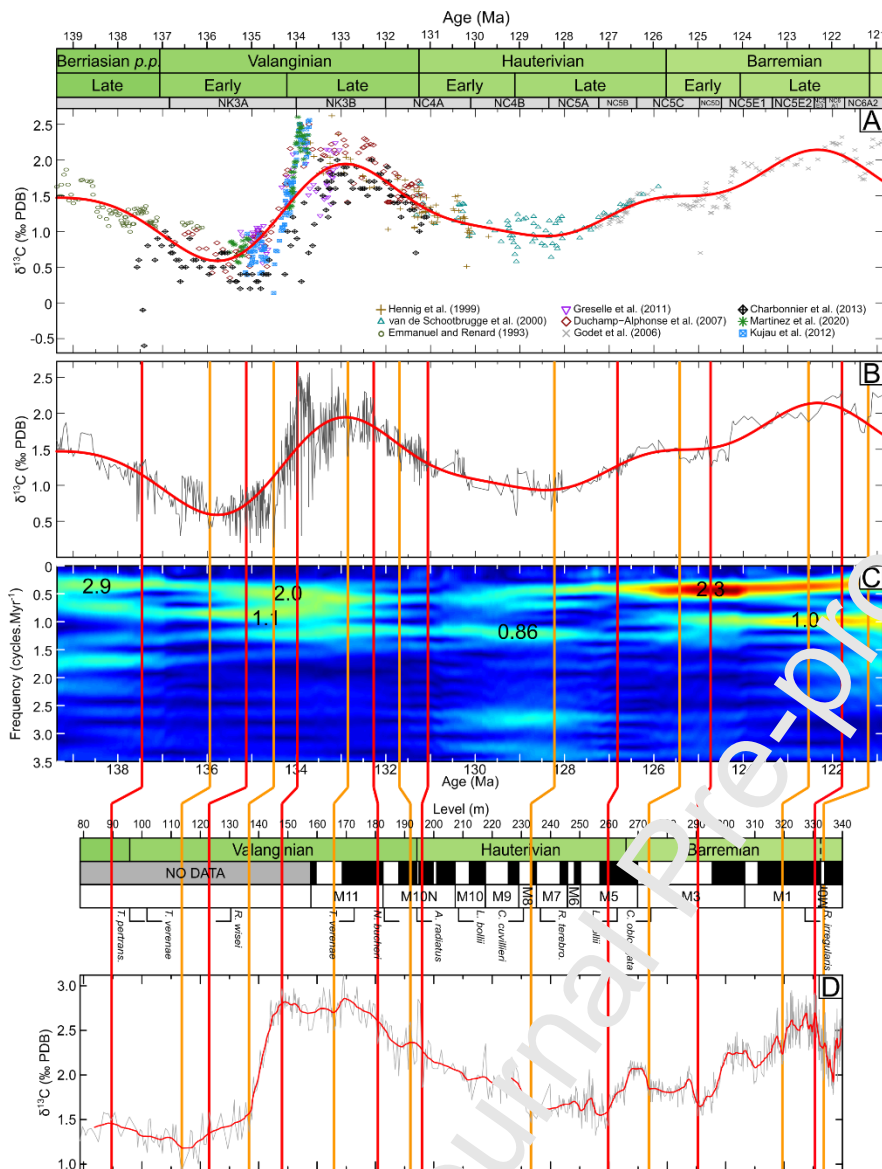 Age (Ma)
139 138 137 136 135 134 133 132 131 130 129 128 127 126 125 124 123 122 121
Berriasian p.p. Valanginian Hauterivian Barremian
Late Early Late Early Late Early Late
NK3A NK3B NC4A NC4B NC5A NC5B NC5C NC5D NC5E1 NC5E2 NC6A2
A
2.5
2.0
1.5
1.0
0.5
0
-0.5
δ13C (‰ PDB)
Hennig et al. (1999) Greselle et al. (2011) Charbonnier et al. (2013)
van de Schootbrugge et al. (2000) Duchamp-Alphonse et al. (2007) Martinez et al. (2020)
Emmanuel and Renard (1993) Godet et al. (2006) Kujau et al. (2012)
B
2.5
2.0
1.5
1.0
0.5
δ13C (‰ PDB)
C
0
0.5
1.0
1.5
2.0
2.5
3.0
3.5
Frequency (cycles.Myr-1)
2.9 2.0 2.3
1.1 0.86 1.0
138 136 134 132 130 128 126 124 122
Age (Ma)
Level (m)
80 90 100 110 120 130 140 150 160 170 180 190 200 210 220 230 240 250 260 270 280 290 300 310 320 330 340
Valanginian Hauterivian Barremian
NO DATA
M11 M10N M10 M9 M8 M7 M6 M5 M3 M1 M0
T. pertrans. T. verenae R. wisei T. verenae N. bucheri A. radiatus L. bollii C. cuvillieri R. terebro. R. irregularis
D
3.0
2.5
2.0
1.5
1.0
δ13C (‰ PDB)
Journal Pre-pro